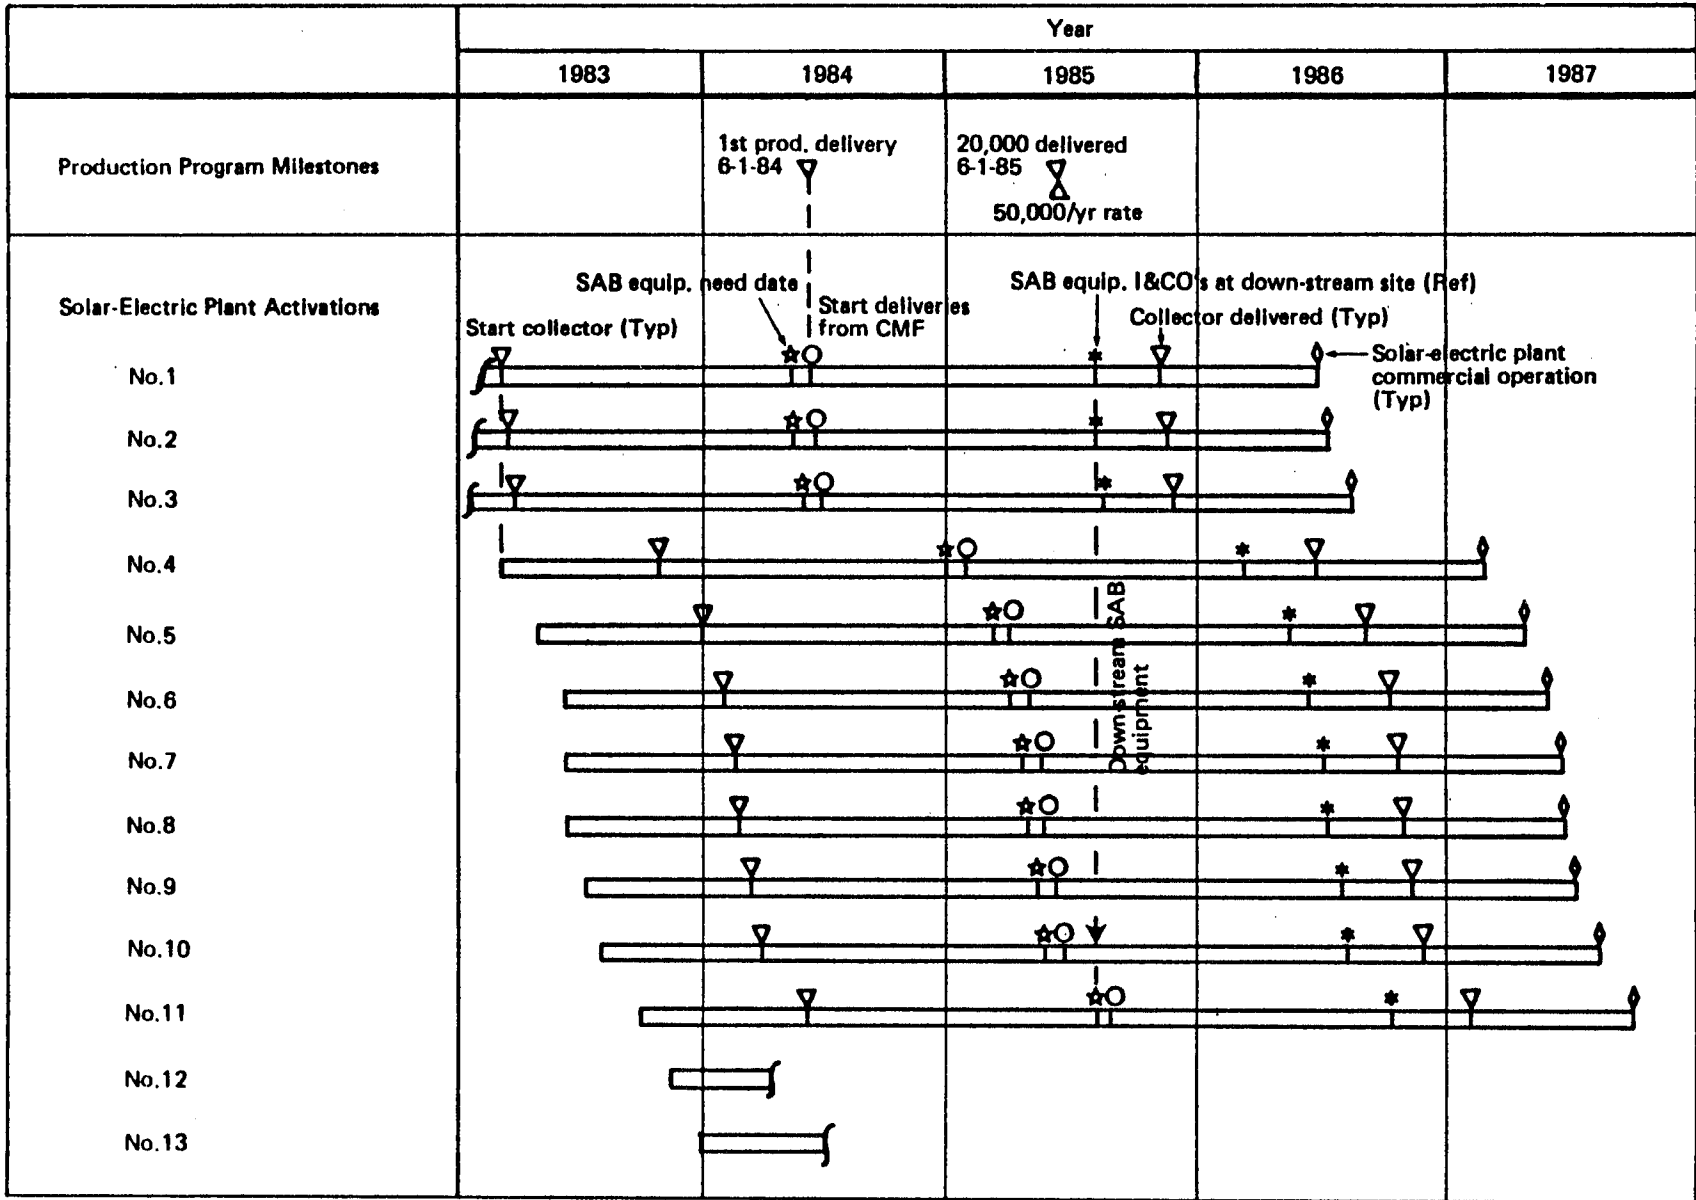 Year
1983 1984 1985 1986 1987
Production Program Milestones
1st prod. delivery
6-1-84
20,000 delivered
6-1-85
50,000/yr rate
Solar-Electric Plant Activations
SAB equip. need date
Start deliveries
from CMF
SAB equip. I&CO's at down-stream site (Ref)
Start collector (Typ)
Collector delivered (Typ)
Solar-electric plant
commercial operation
(Typ)
No.1
No.2
No.3
No.4
No.5
No.6
No.7
No.8
No.9
No.10
No.11
No.12
No.13
Down-stream SAB
equipment